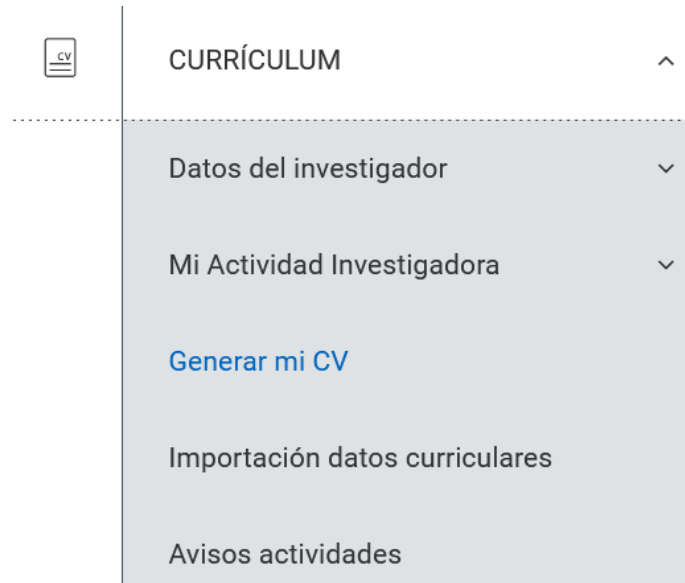 CV
CURRÍCULUM
Datos del investigador
Mi Actividad Investigadora
Generar mi CV
Importación datos curriculares
Avisos actividades